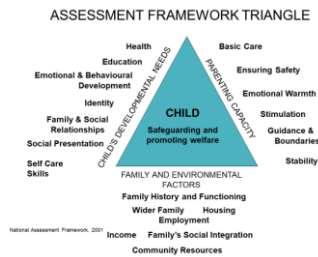 ASSESSMENT FRAMEWORK TRIANGLE
Health
Education
Emotional & Behavioural
Development
Identity
Family & Social
Relationships
Social Presentation
Self Care
Skills
CHILD'S DEVELOPMENTAL NEEDS
CHILD
Safeguarding and
promoting welfare
PARENTING CAPACITY
Basic Care
Ensuring Safety
Emotional Warmth
Stimulation
Guidance &
Boundaries
Stability
FAMILY AND ENVIRONMENTAL
FACTORS
Family History and Functioning
Wider Family Housing
Employment
Income Family's Social Integration
Community Resources
National Assessment Framework, 2001